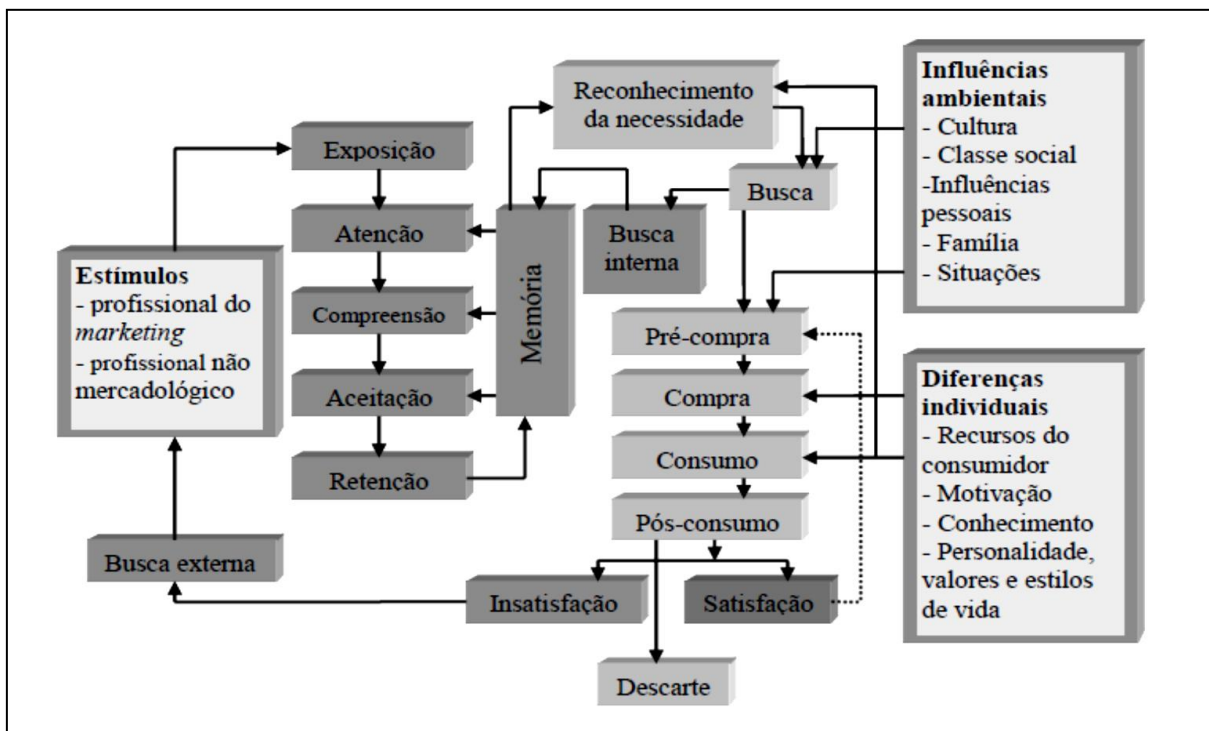 Reconhecimento
da necessidade
Influências
ambientais
- Cultura
- Classe social
-Influências
pessoais
- Família
- Situações
Exposição
Busca
Atenção
Busca
interna
Memória
Estímulos
- profissional do
marketing
- profissional não
mercadológico
Compreensão
Pré-compra
Aceitação
Compra
Diferenças
individuais
- Recursos do
consumidor
- Motivação
- Conhecimento
- Personalidade,
valores e estilos
de vida
Retenção
Consumo
Pós-consumo
Busca externa
Insatisfação
Satisfação
Descarte